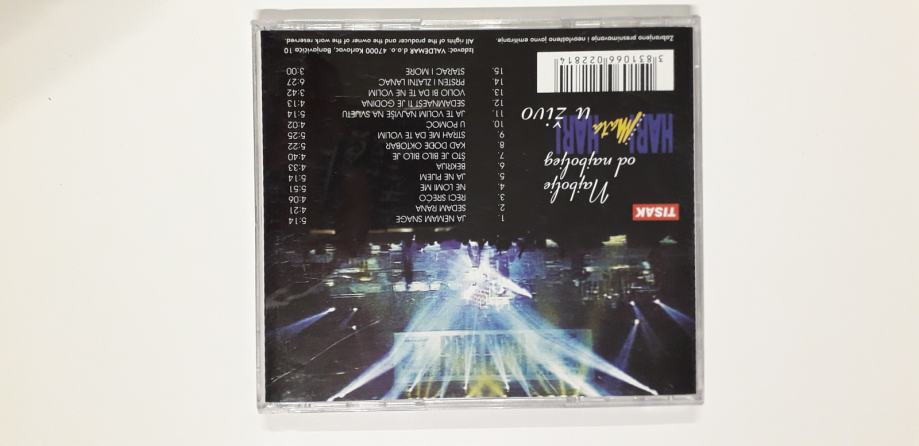 TISAK
Najbolje
od najboljeg
HARI Mata HARI
u živo
3831066022814
1. JA NEMAM SNAGE 5:14
2. SEDAM RANA 4:21
3. RECI SREĆO 4:06
4. NE LOMI ME 5:51
5. JA NE PIJEM 5:14
6. BEKRIJA 4:33
7. ŠTO JE BILO BILO JE 4:40
8. KAD DOĐE OKTOBAR 5:22
9. STRAH ME DA TE VOLIM 5:25
10. U POMOĆ 4:02
11. JA TE VOLIM NAJVIŠE NA SVIJETU 5:14
12. SEDAMNAEST TI JE GODINA 4:13
13. VOLIO BI DA TE NE VOLIM 3:42
14. PRSTEN I ZLATNI LANAC 6:27
15. STARAC I MORE 3:00
Izdavač: VALDEMAR d.o.o. 47000 Karlovac, Banjavčića 10
All rights of the producer and the owner of the work reserved.
Zabranjeno presnimovanje i neovlašteno javno emitiranje.